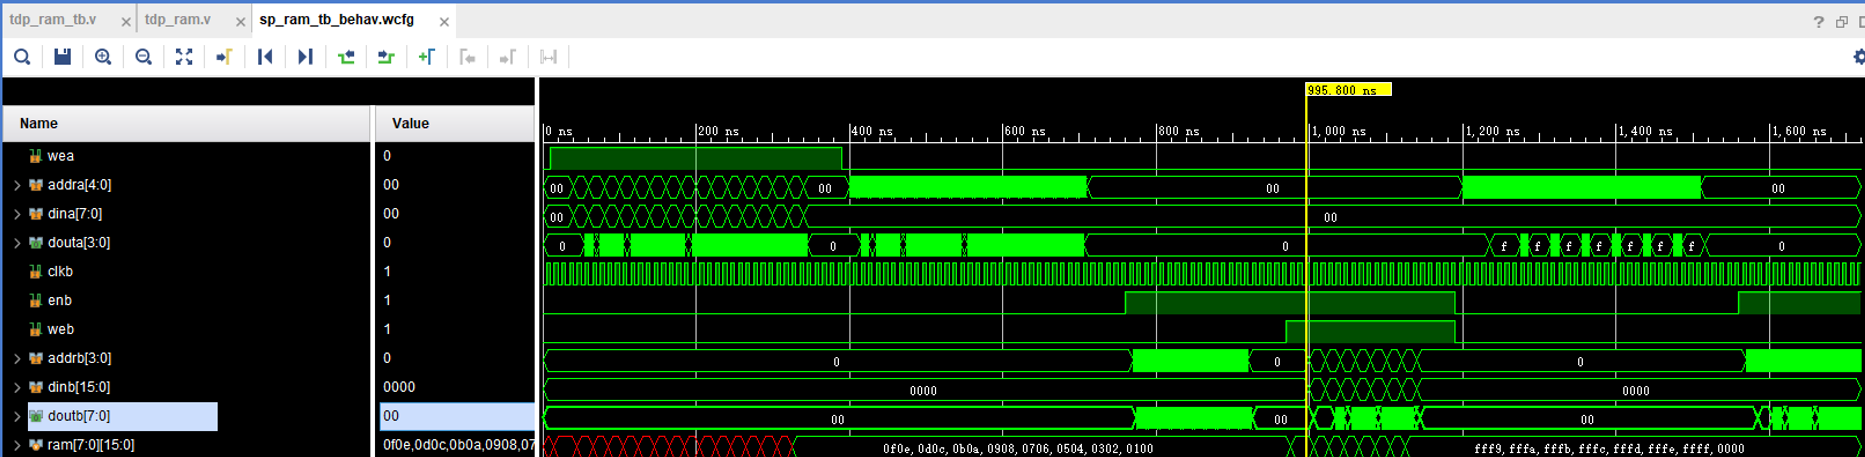 tdp_ram_tb.v × tdp_ram.v × sp_ram_tb_behav.wcfg ×
?
995.800 ns
Name Value
0 ns 200 ns 400 ns 600 ns 800 ns 1,000 ns 1,200 ns 1,400 ns 1,600 ns
wea 0
addra[4:0] 00 00 00 00 00
dina[7:0] 00 00 00
douta[3:0] 0 0 0 0 f f f f f f f 0
clkb 1
enb 1
web 1
addrb[3:0] 0 0 0 0
dinb[15:0] 0000 0000 0000
doutb[7:0] 00 00 00 00
ram[7:0][15:0] 0f0e,0d0c,0b0a,0908,07 0f0e, 0d0c, 0b0a, 0908, 0706, 0504, 0302, 0100 fff9, fffa, fffb, fffc, fffd, fffe, ffff, 0000